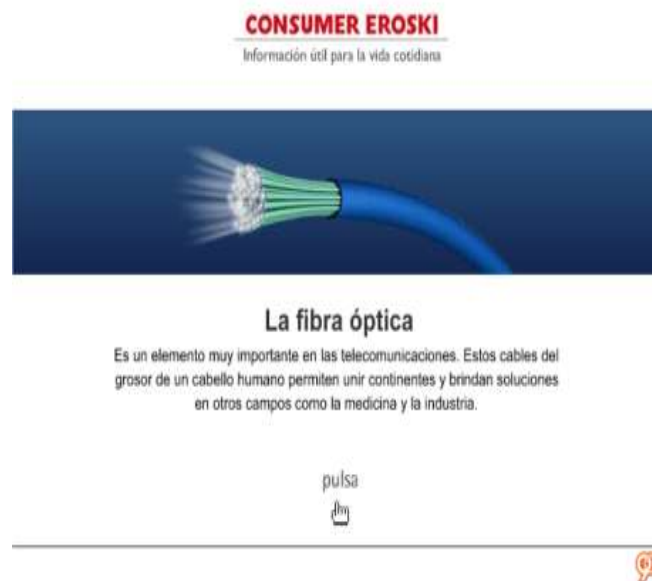 CONSUMER EROSKI
Información útil para la vida cotidiana
La fibra óptica
Es un elemento muy importante en las telecomunicaciones. Estos cables del
grosor de un cabello humano permiten unir continentes y brindan soluciones
en otros campos como la medicina y la industria.
pulsa